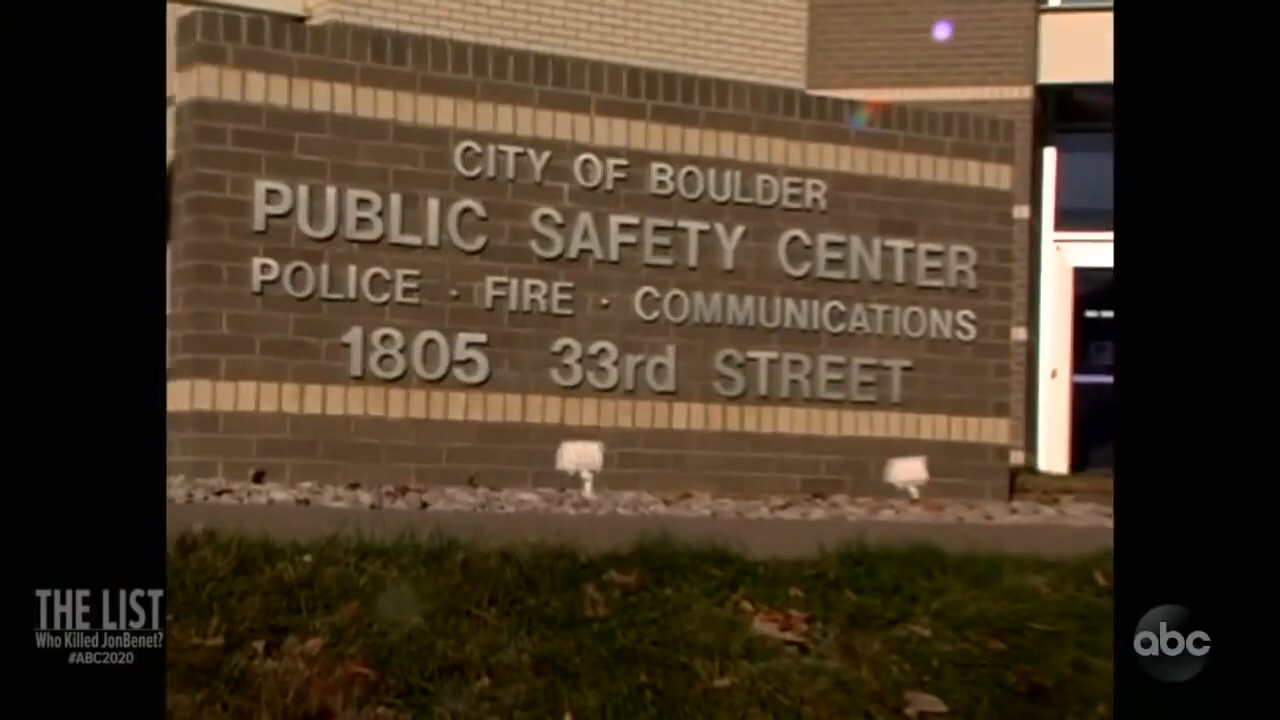 CITY OF BOULDER
PUBLIC SAFETY CENTER
POLICE · FIRE · COMMUNICATIONS
1805 33rd STREET
THE LIST
Who Killed JonBenet?
#ABC2020
abc